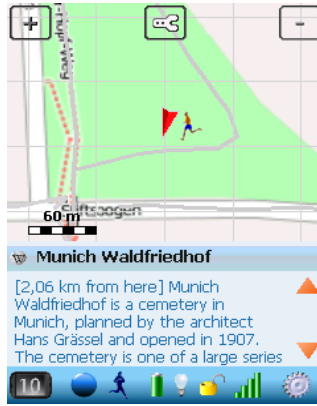 +
-
60 m
Stiftsbogen
Munich Waldfriedhof
[2,06 km from here] Munich
Waldfriedhof is a cemetery in
Munich, planned by the architect
Hans Grässel and opened in 1907.
The cemetery is one of a large series
10